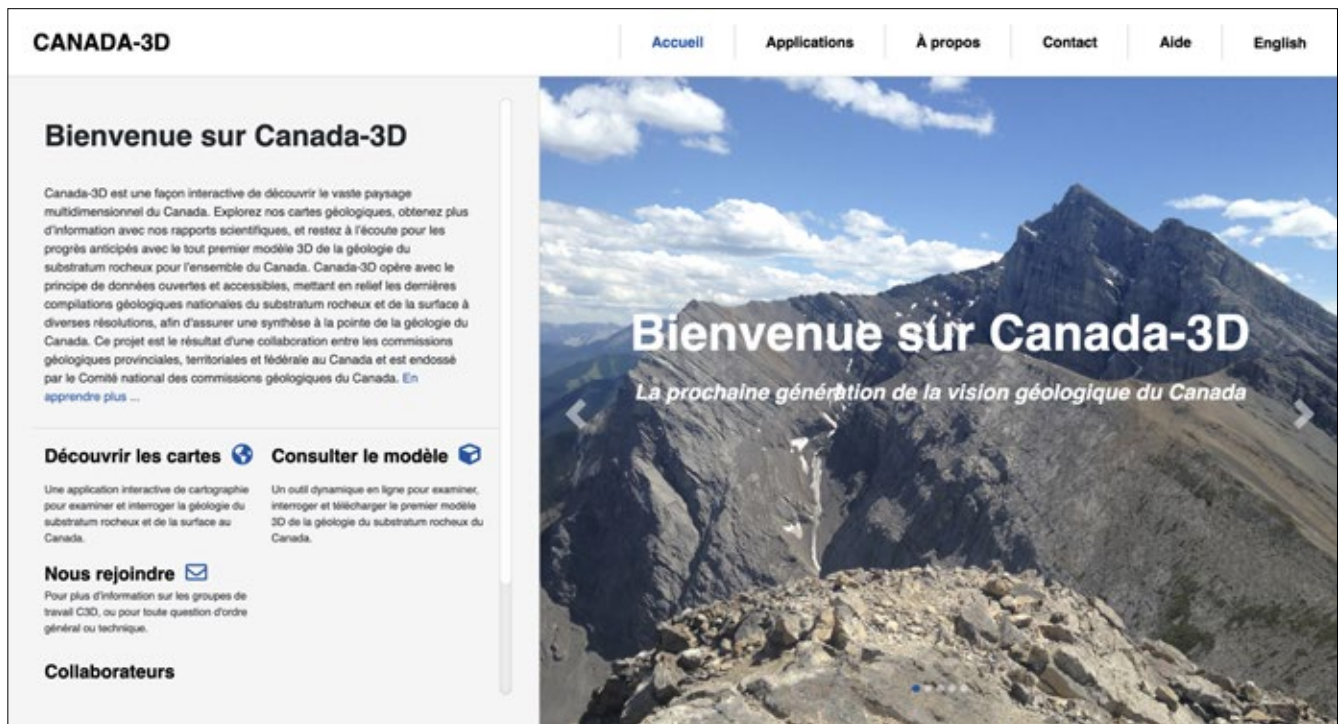 CANADA-3D
Accueil
Applications
À propos
Contact
Aide
English
Bienvenue sur Canada-3D
Canada-3D est une façon interactive de découvrir le vaste paysage
multidimensionnel du Canada. Explorez nos cartes géologiques, obtenez plus
d'information avec nos rapports scientifiques, et restez à l'écoute pour les
progrès anticipés avec le tout premier modèle 3D de la géologie du
substratum rocheux pour l'ensemble du Canada. Canada-3D opère avec le
principe de données ouvertes et accessibles, mettant en relief les dernières
compilations géologiques nationales du substratum rocheux et de la surface à
diverses résolutions, afin d'assurer une synthèse à la pointe de la géologie du
Canada. Ce projet est le résultat d'une collaboration entre les commissions
géologiques provinciales, territoriales et fédérale au Canada et est endossé
par le Comité national des commissions géologiques du Canada. En
apprendre plus ...
Découvrir les cartes
Une application interactive de cartographie
pour examiner et interroger la géologie du
substratum rocheux et de la surface au
Canada.
Consulter le modèle
Un outil dynamique en ligne pour examiner,
interroger et télécharger le premier modèle
3D de la géologie du substratum rocheux du
Canada.
Nous rejoindre
Pour plus d'information sur les groupes de
travail C3D, ou pour toute question d'ordre
général ou technique.
Collaborateurs
Bienvenue sur Canada-3D
La prochaine génération de la vision géologique du Canada